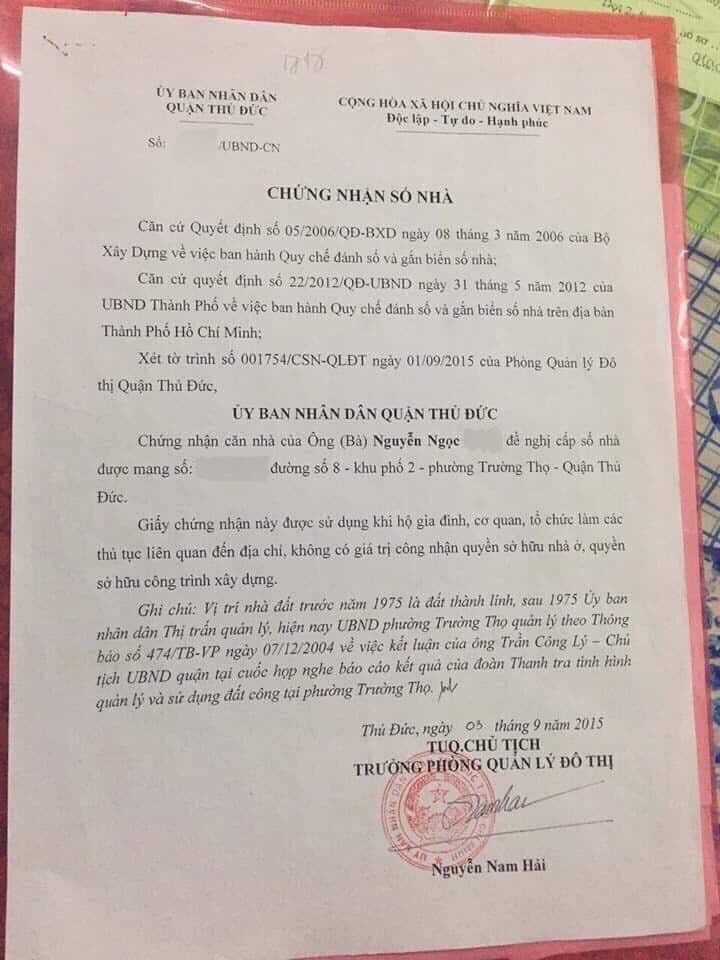 ỦY BAN NHÂN DÂN
QUẬN THỦ ĐỨC
CỘNG HÒA XÃ HỘI CHỦ NGHĨA VIỆT NAM
Độc lập - Tự do - Hạnh phúc
Số: /UBND-CN
CHỨNG NHẬN SỐ NHÀ
Căn cứ Quyết định số 05/2006/QĐ-BXD ngày 08 tháng 3 năm 2006 của Bộ
Xây Dựng về việc ban hành Quy chế đánh số và gắn biển số nhà;
Căn cứ quyết định số 22/2012/QĐ-UBND ngày 31 tháng 5 năm 2012 của
UBND Thành Phố về việc ban hành Quy chế đánh số và gắn biển số nhà trên địa bàn
Thành Phố Hồ Chí Minh;
Xét tờ trình số 001754/CSN-QLĐT ngày 01/09/2015 của Phòng Quản lý Đô
thị Quận Thủ Đức,
ỦY BAN NHÂN DÂN QUẬN THỦ ĐỨC
Chứng nhận căn nhà của Ông (Bà) Nguyễn Ngọc đề nghị cấp số nhà
được mang số: đường số 8 - khu phố 2 - phường Trường Thọ - Quận Thủ
Đức.
Giấy chứng nhận này được sử dụng khi hộ gia đình, cơ quan, tổ chức làm các
thủ tục liên quan đến địa chỉ, không có giá trị công nhận quyền sở hữu nhà ở, quyền
sở hữu công trình xây dựng.
Ghi chú: Vị trí nhà đất trước năm 1975 là đất thành lính, sau 1975 Ủy ban
nhân dân Thị trấn quản lý, hiện nay UBND phường Trường Thọ quản lý theo Thông
báo số 474/TB-VP ngày 07/12/2004 về việc kết luận của ông Trần Công Lý – Chủ
tịch UBND quận tại cuộc họp nghe báo cáo kết quả của đoàn Thanh tra tình hình
quản lý và sử dụng đất công tại phường Trường Thọ.
Thủ Đức, ngày 03 tháng 9 năm 2015
TUQ.CHỦ TỊCH
TRƯỞNG PHÒNG QUẢN LÝ ĐÔ THỊ
Nguyễn Nam Hải